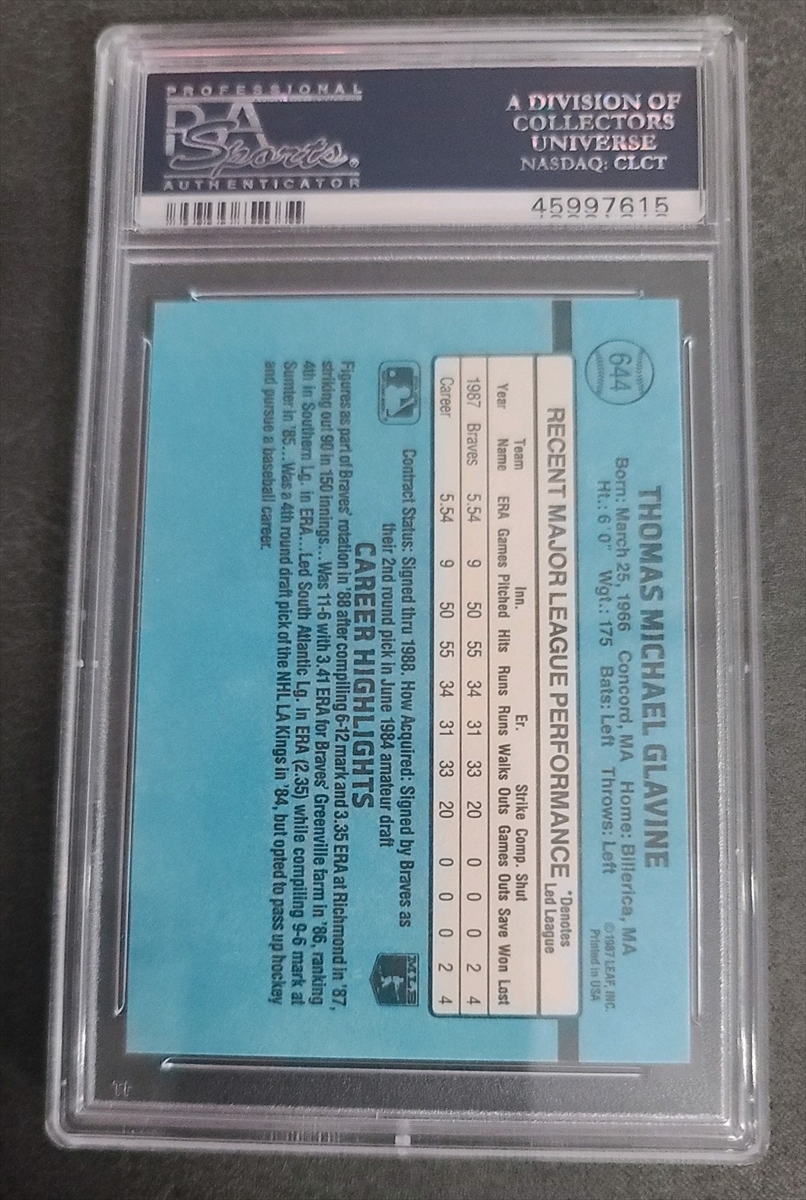 PROFESSIONAL
PSA
Sports.
AUTHENTICATOR
A DIVISION OF
COLLECTORS
UNIVERSE
NASDAQ: CLCT
45997615
644
THOMAS MICHAEL GLAVINE
Born: March 25, 1966 Concord, MA Home: Billerica, MA
Ht.: 6'0" Wgt.: 175 Bats: Left Throws: Left
©1987 LEAF, INC.
Printed in USA
RECENT MAJOR LEAGUE PERFORMANCE
*Denotes
Led League
Team Inn. Er. Strike Comp. Shut
Year Name ERA Games Pitched Hits Runs Runs Walks Outs Games Outs Save Won Lost
1987 Braves 5.54 9 50 55 34 31 33 20 0 0 0 2 4
Career 5.54 9 50 55 34 31 33 20 0 0 0 2 4
Contract Status: Signed thru 1988. How Acquired: Signed by Braves as
their 2nd round pick in June 1984 amateur draft
MLB
CAREER HIGHLIGHTS
Figures as part of Braves' rotation in '88 after compiling 6-12 mark and 3.35 ERA at Richmond in '87,
striking out 90 in 150 innings...Was 11-6 with 3.41 ERA for Braves' Greenville farm in '86, ranking
4th in Southern Lg. in ERA...Led South Atlantic Lg. in ERA (2.35) while compiling 9-6 mark at
Sumter in '85...Was a 4th round draft pick of the NHL LA Kings in '84, but opted to pass up hockey
and pursue a baseball career.